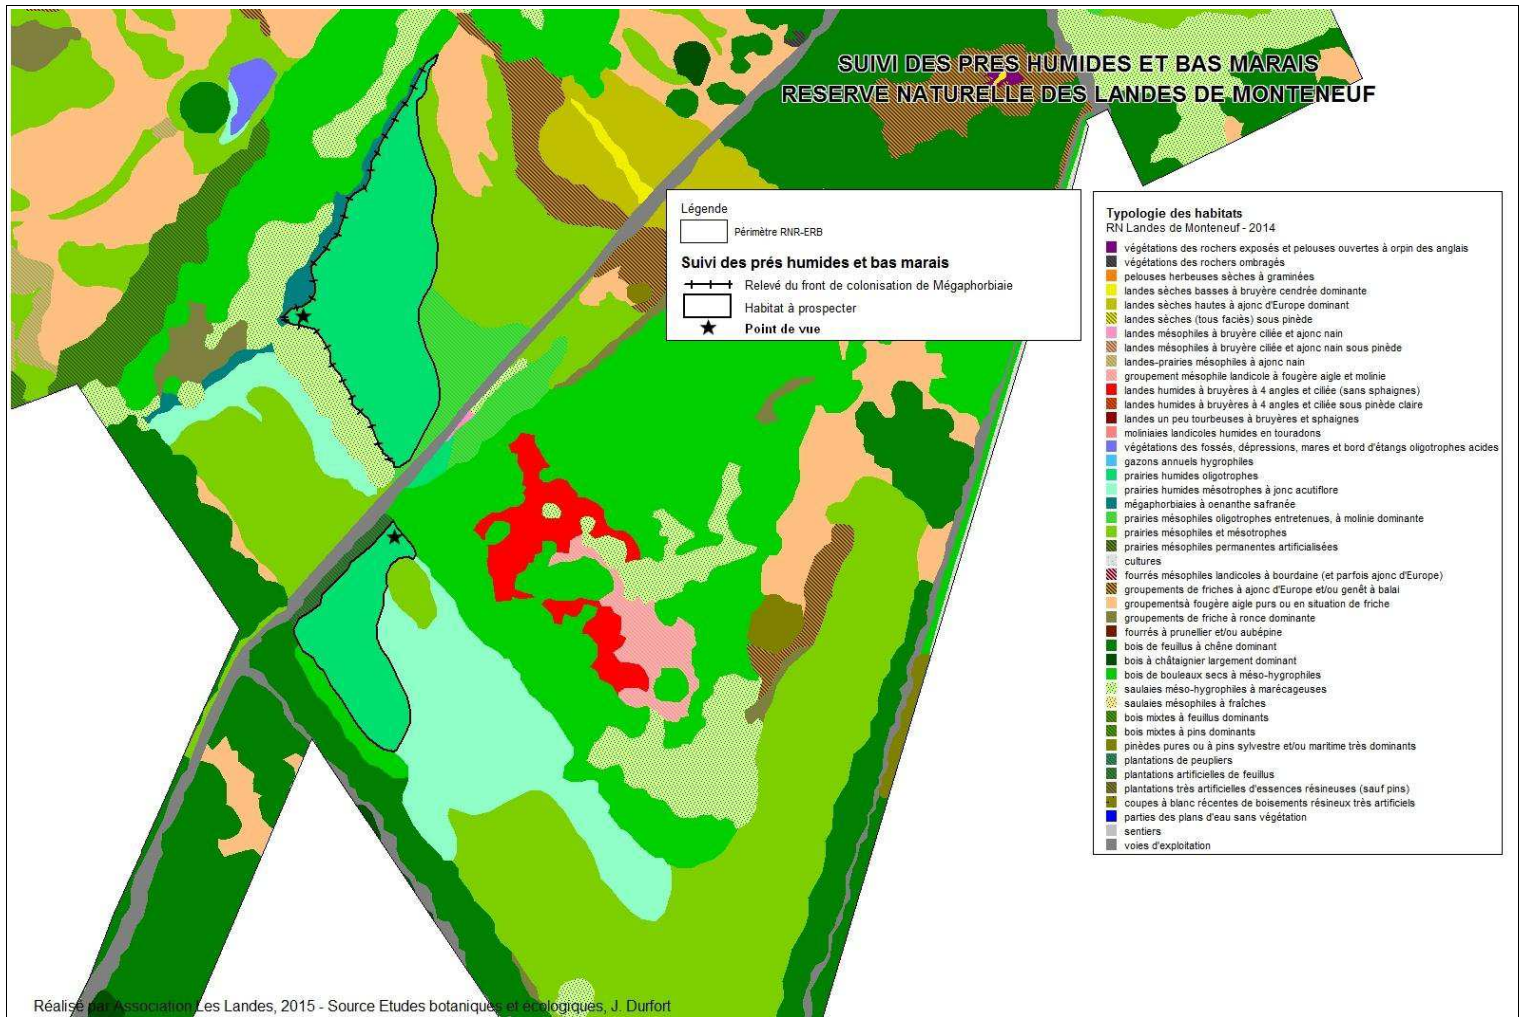 SUIVI DES PRES HUMIDES ET BAS MARAIS
RESERVE NATURELLE DES LANDES DE MONTENEUF
Légende
Périmètre RNR-ERB
Suivi des prés humides et bas marais
Relevé du front de colonisation de Mégaphorbiaie
Habitat à prospecter
Point de vue
Typologie des habitats
RN Landes de Monteneuf - 2014
végétations des rochers exposés et pelouses ouvertes à orpin des anglais
végétations des rochers ombragés
pelouses herbeuses sèches à graminées
landes sèches basses à bruyère cendrée dominante
landes sèches hautes à ajonc d'Europe dominant
landes sèches (tous faciès) sous pinède
landes mésophiles à bruyère ciliée et ajonc nain
landes mésophiles à bruyère ciliée et ajonc nain sous pinède
landes-prairies mésophiles à ajonc nain
groupement mésophile landicole à fougère aigle et molinie
landes humides à bruyères à 4 angles et ciliée (sans sphaignes)
landes humides à bruyères à 4 angles et ciliée sous pinède claire
landes un peu tourbeuses à bruyères et sphaignes
moliniaies landicoles humides en touradons
végétations des fossés, dépressions, mares et bord d'étangs oligotrophes acides
gazons annuels hygrophiles
prairies humides oligotrophes
prairies humides mésotrophes à jonc acutiflore
mégaphorbiaies à oenanthe safranée
prairies mésophiles oligotrophes entretenues, à molinie dominante
prairies mésophiles et mésotrophes
prairies mésophiles permanentes artificialisées
cultures
fourrés mésophiles landicoles à bourdaine (et parfois ajonc d'Europe)
groupements de friches à ajonc d'Europe et/ou genêt à balai
groupementsà fougère aigle purs ou en situation de friche
groupements de friche à ronce dominante
fourrés à prunellier et/ou aubépine
bois de feuillus à chêne dominant
bois à châtaignier largement dominant
bois de bouleaux secs à méso-hygrophiles
saulaies méso-hygrophiles à marécageuses
saulaies mésophiles à fraîches
bois mixtes à feuillus dominants
bois mixtes à pins dominants
pinèdes pures ou à pins sylvestre et/ou maritime très dominants
plantations de peupliers
plantations artificielles de feuillus
plantations très artificielles d'essences résineuses (sauf pins)
coupes à blanc récentes de boisements résineux très artificiels
parties des plans d'eau sans végétation
sentiers
voies d'exploitation
Réalisé par Association Les Landes, 2015 - Source Etudes botaniques et écologiques, J. Durfort